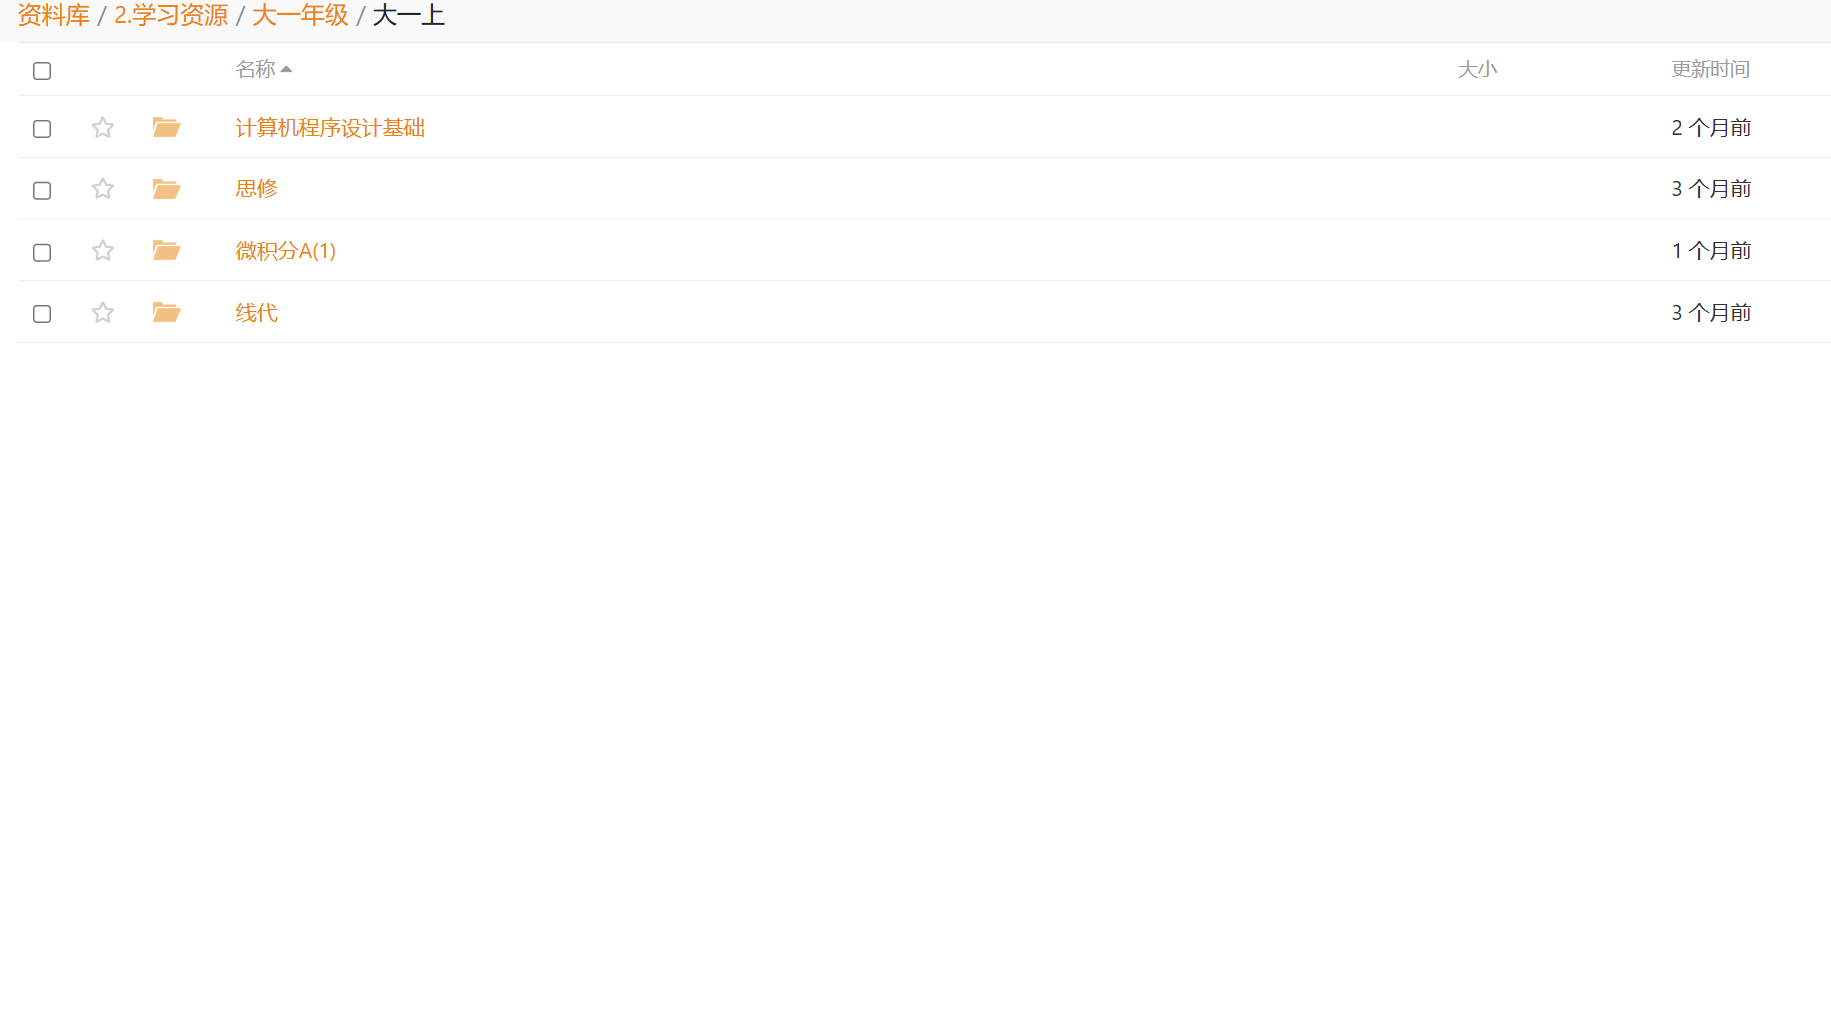 资料库 / 2.学习资源 / 大一年级 / 大一上
名称 大小 更新时间
计算机程序设计基础 2 个月前
思修 3 个月前
微积分A(1) 1 个月前
线代 3 个月前